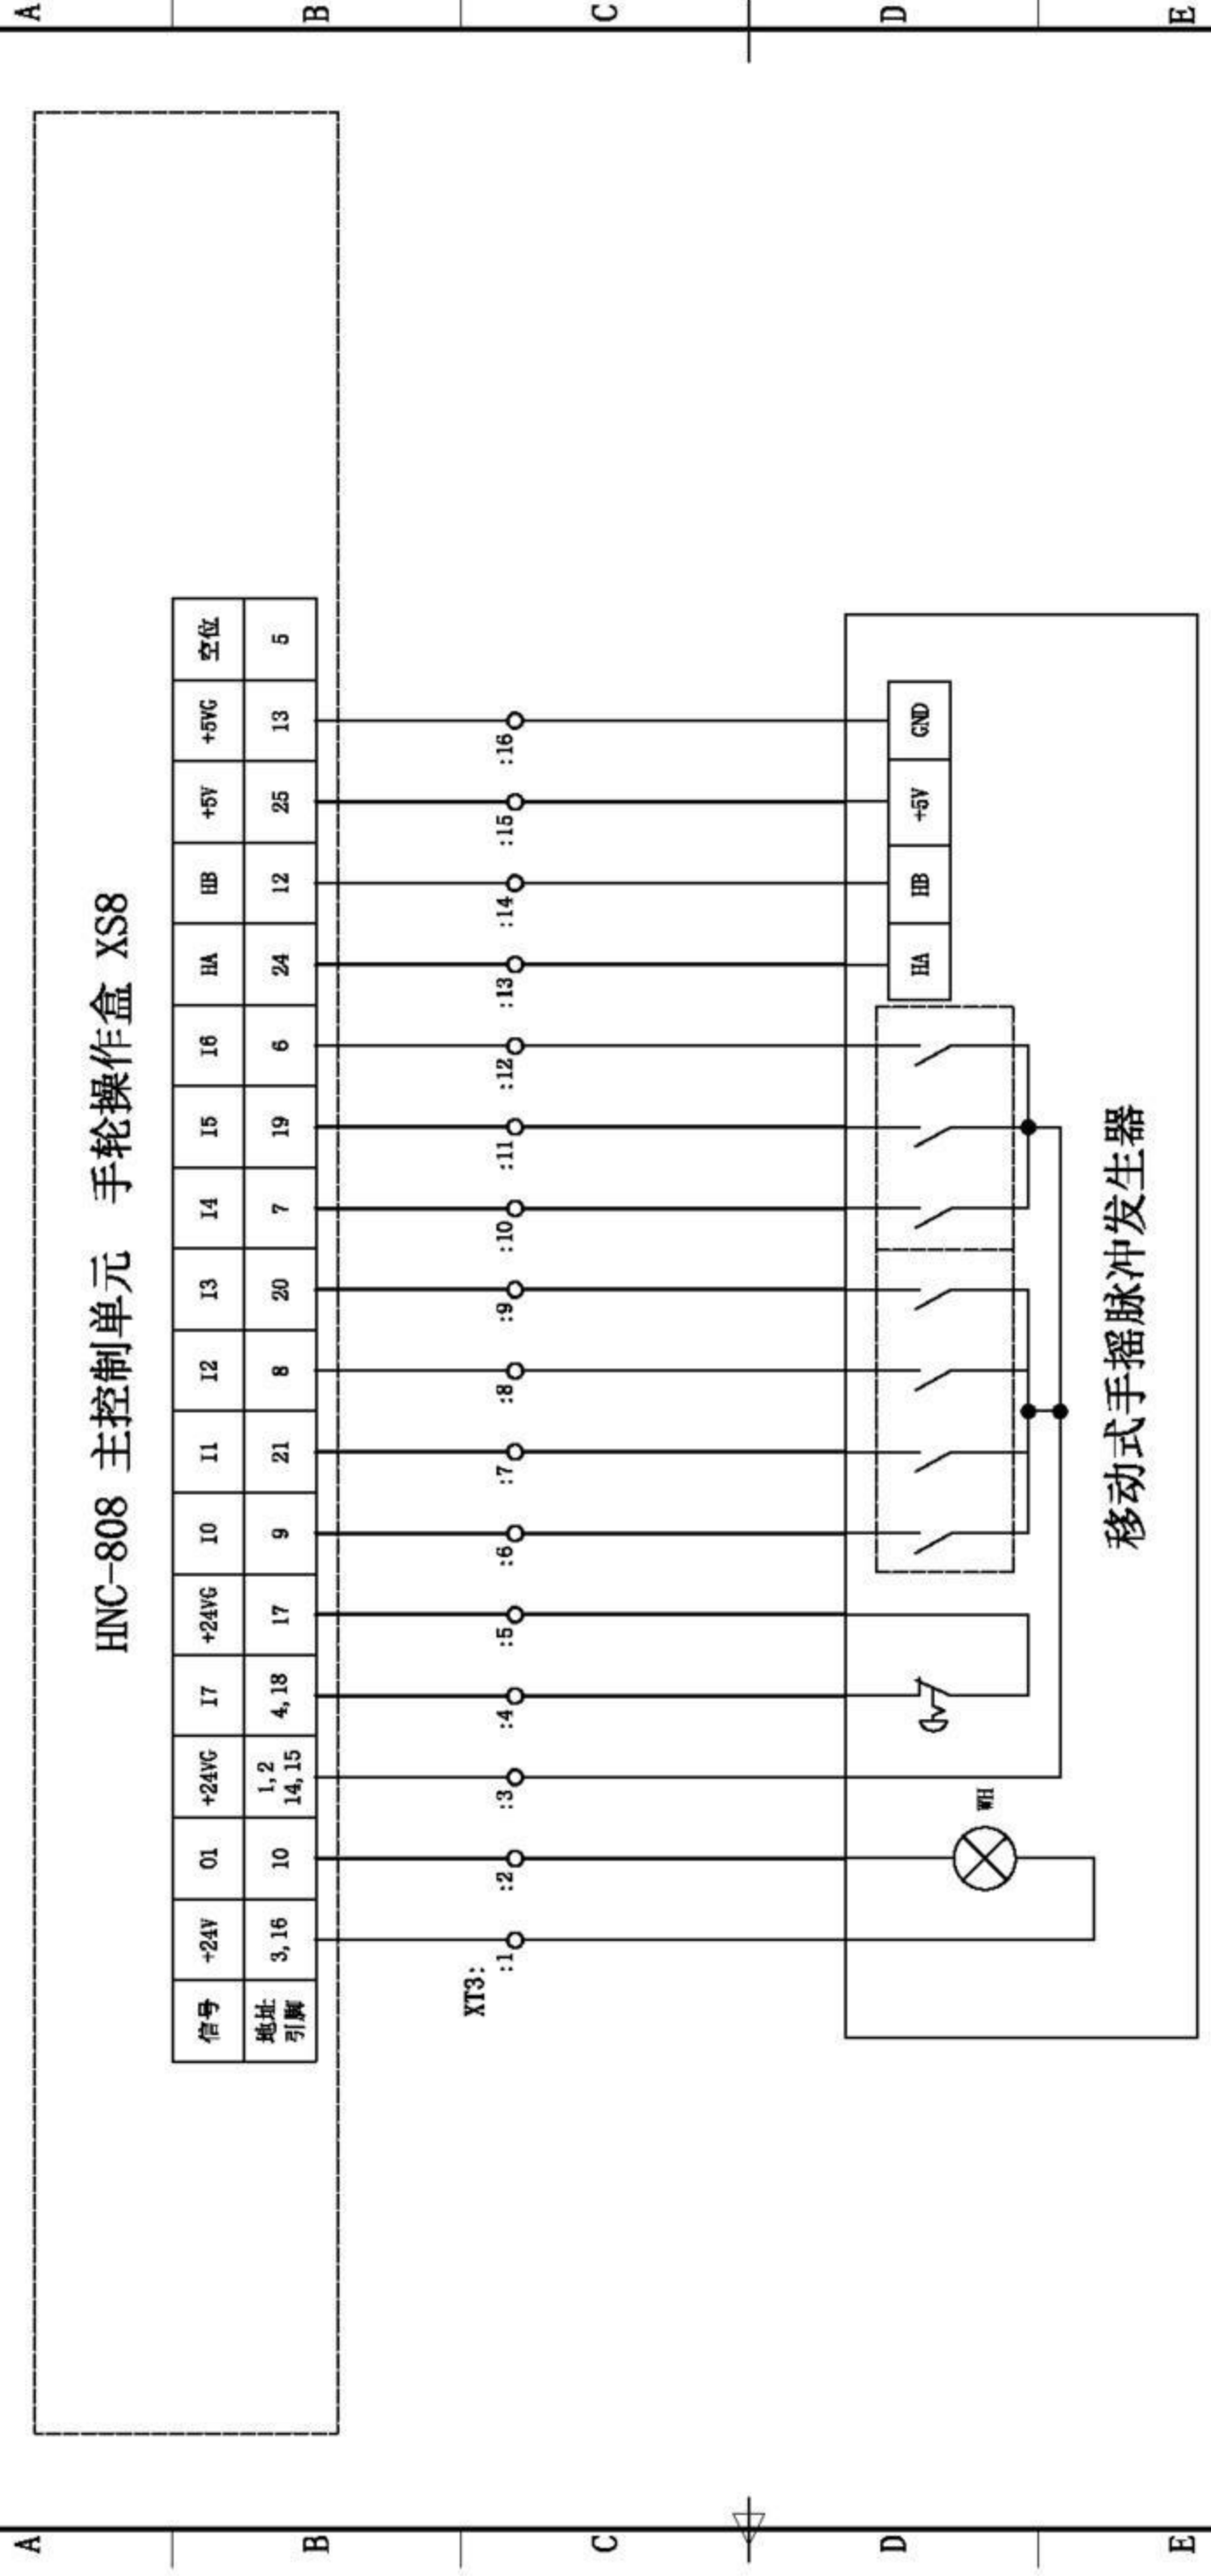 A B C D E
HNC-808 主控制单元 手轮操作盒 XS8
信号 +24V O1 +24VG I7 +24VG I0 I1 I2 I3 I4 I5 I6 HA HB +5V +5VG 空位
地址引脚 3,16 10 1,2 14,15 4,18 17 9 21 8 20 7 19 6 24 12 25 13 5
XT3:
:1 :2 :3 :4 :5 :6 :7 :8 :9 :10 :11 :12 :13 :14 :15 :16
HA HB +5V GND
WH
移动式手摇脉冲发生器
A B C D E